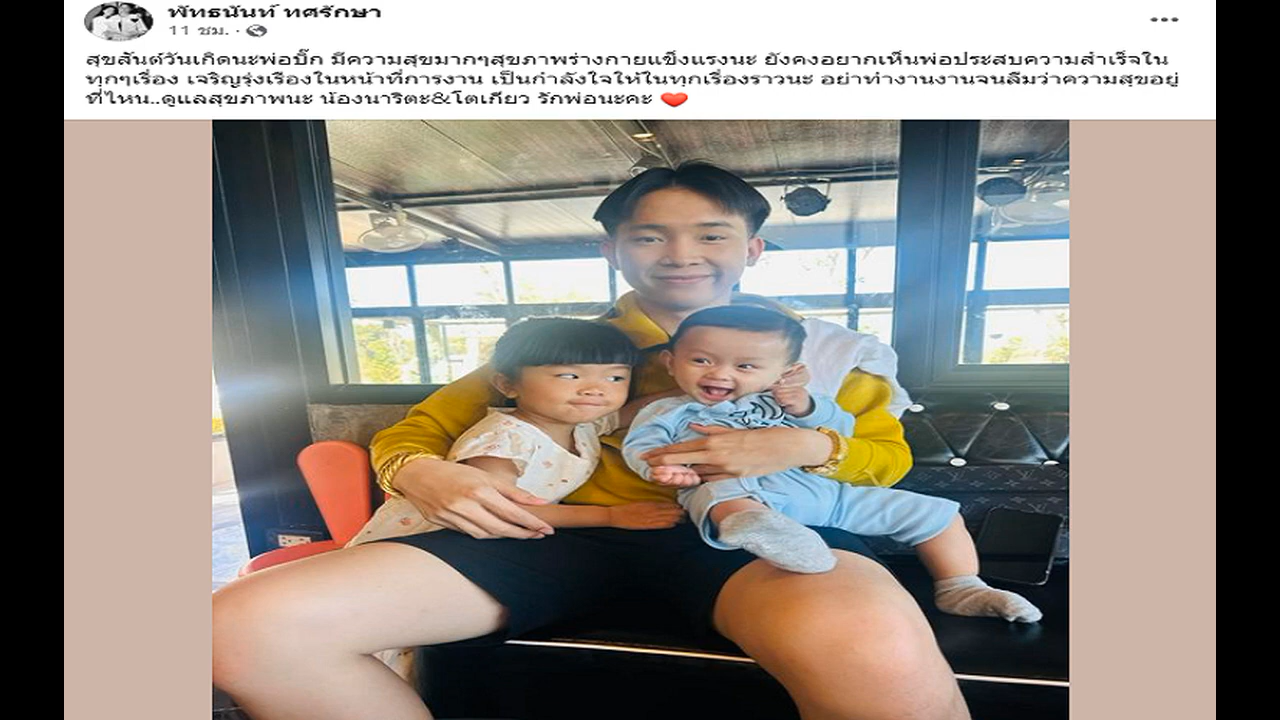 พัทธนันท์ ทศรักษา
11 ชม. ·
สุขสันต์วันเกิดนะพ่อบิ๊ก มีความสุขมากๆสุขภาพร่างกายแข็งแรงนะ ยังคงอยากเห็นพ่อประสบความสำเร็จใน
ทุกๆเรื่อง เจริญรุ่งเรืองในหน้าที่การงาน เป็นกำลังใจให้ในทุกเรื่องราวนะ อย่าทำงานงานจนลืมว่าความสุขอยู่
ที่ไหน..ดูแลสุขภาพนะ น้องนาริตะ&โตเกียว รักพ่อนะคะ ❤️